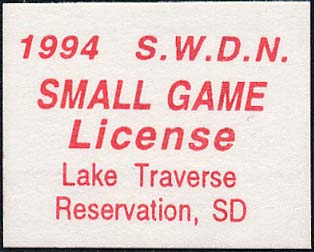 1994 S.W.D.N.
SMALL GAME
License
Lake Traverse
Reservation, SD